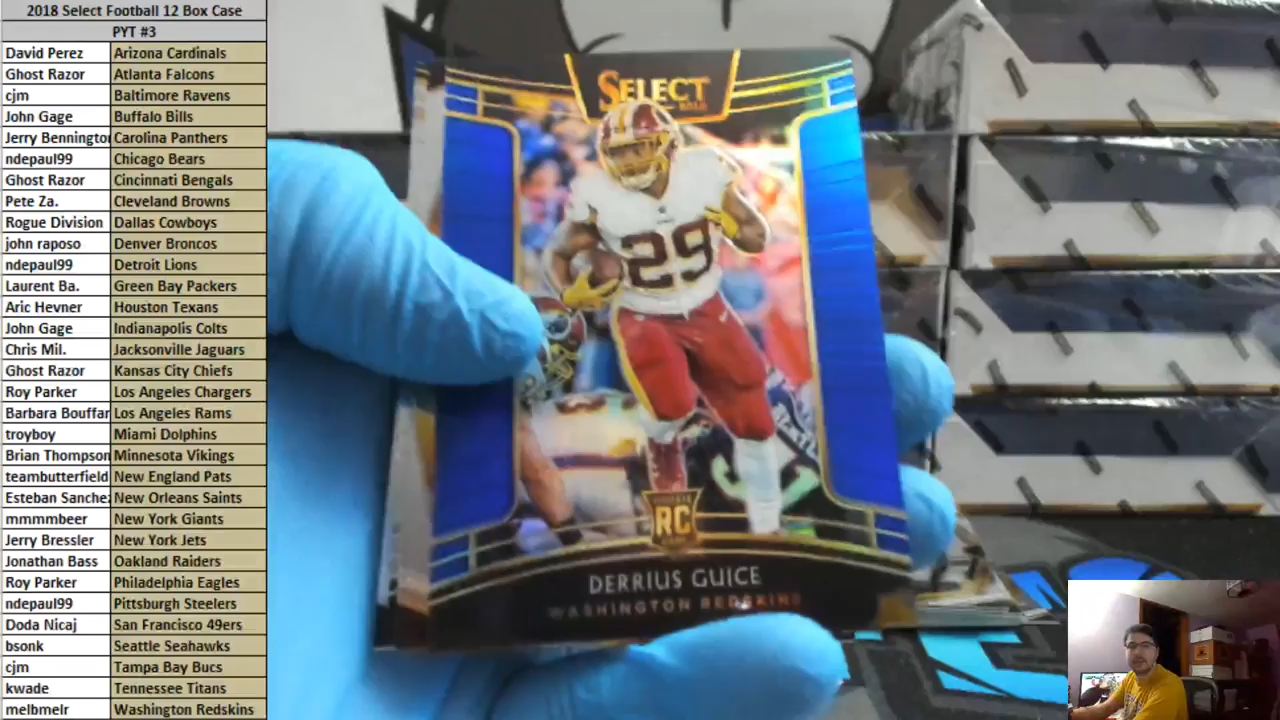 2018 Select Football 12 Box Case
PYT #3
David Perez Arizona Cardinals
Ghost Razor Atlanta Falcons
cjm Baltimore Ravens
John Gage Buffalo Bills
Jerry Bennington Carolina Panthers
ndepaul99 Chicago Bears
Ghost Razor Cincinnati Bengals
Pete Za. Cleveland Browns
Rogue Division Dallas Cowboys
john raposo Denver Broncos
ndepaul99 Detroit Lions
Laurent Ba. Green Bay Packers
Aric Hevner Houston Texans
John Gage Indianapolis Colts
Chris Mil. Jacksonville Jaguars
Ghost Razor Kansas City Chiefs
Roy Parker Los Angeles Chargers
Barbara Bouffar Los Angeles Rams
troyboy Miami Dolphins
Brian Thompson Minnesota Vikings
teambutterfield New England Pats
Esteban Sanchez New Orleans Saints
mmmmbeer New York Giants
Jerry Bressler New York Jets
Jonathan Bass Oakland Raiders
Roy Parker Philadelphia Eagles
ndepaul99 Pittsburgh Steelers
Doda Nicaj San Francisco 49ers
bsonk Seattle Seahawks
cjm Tampa Bay Bucs
kwade Tennessee Titans
melbmelr Washington Redskins
SELECT
2018
29
RC
DERRIUS GUICE
WASHINGTON REDSKINS